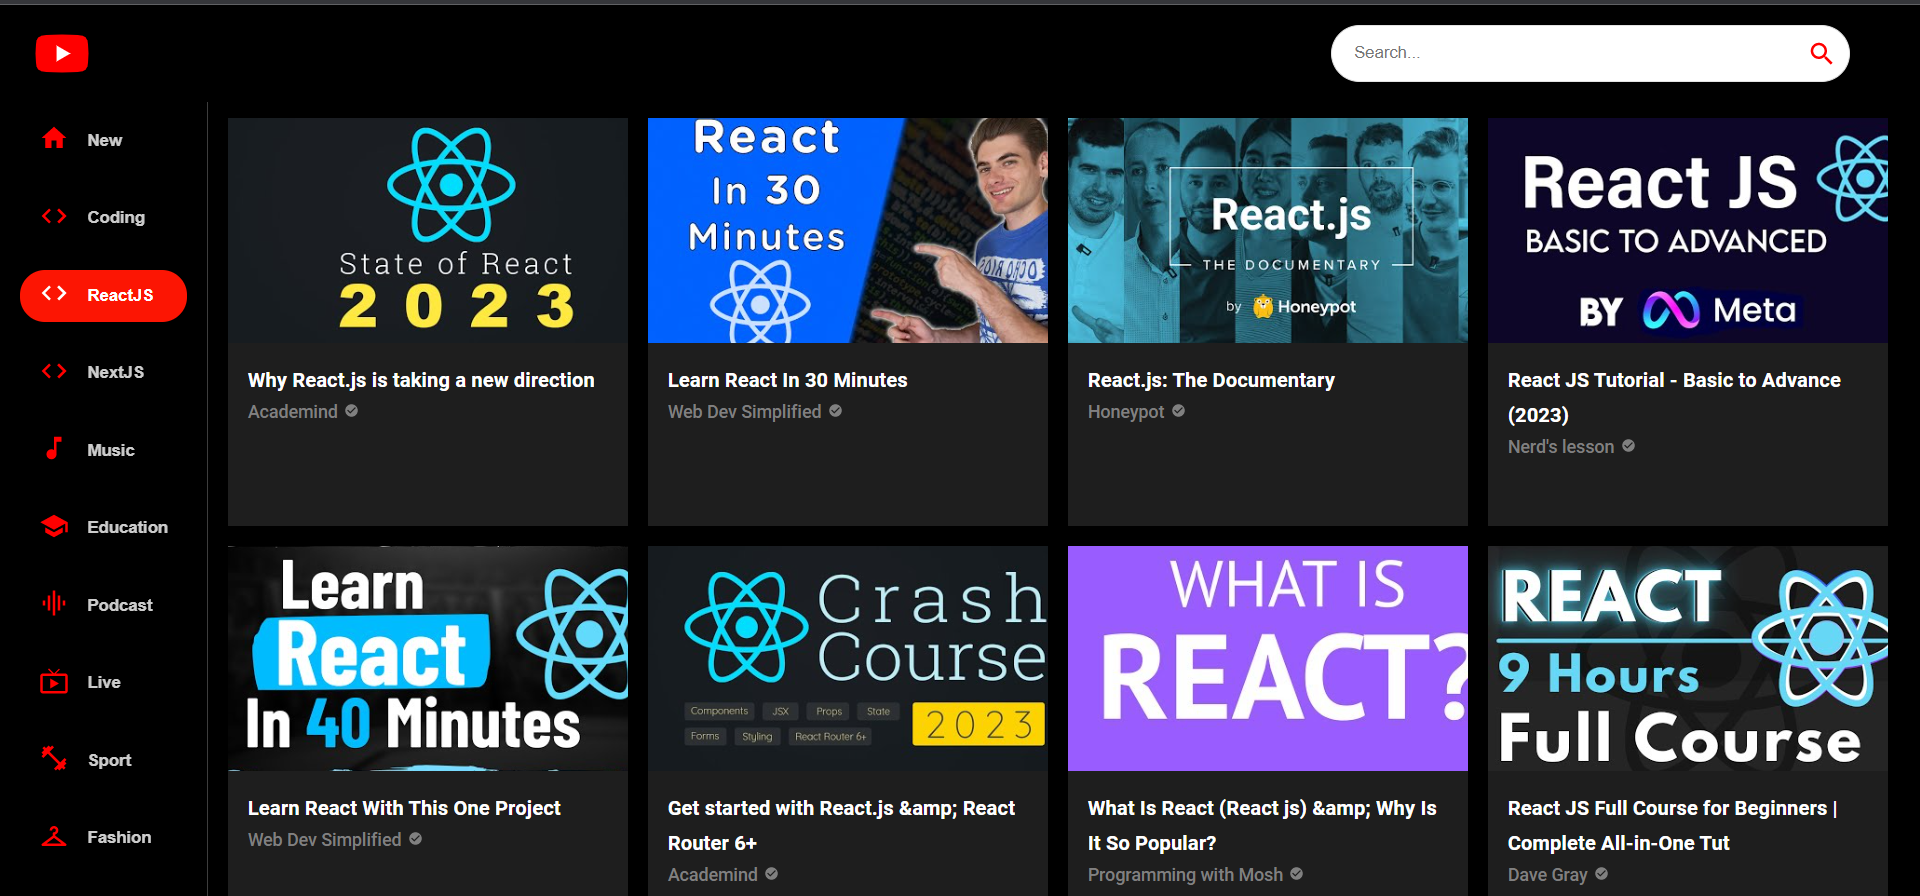 Search...
New
Coding
ReactJS
NextJS
Music
Education
Podcast
Live
Sport
Fashion
State of React
2023
Why React.js is taking a new direction
Academind
React
In 30
Minutes
Learn React In 30 Minutes
Web Dev Simplified
React.js
THE DOCUMENTARY
by Honeypot
React.js: The Documentary
Honeypot
React JS
BASIC TO ADVANCED
BY Meta
React JS Tutorial - Basic to Advance
(2023)
Nerd's lesson
Learn
React
In 40 Minutes
Learn React With This One Project
Web Dev Simplified
Crash
Course
Components JSX Props State
Forms Styling React Router 6+
2023
Get started with React.js &amp; React
Router 6+
Academind
WHAT IS
REACT?
What Is React (React js) &amp; Why Is
It So Popular?
Programming with Mosh
REACT
9 Hours
Full Course
React JS Full Course for Beginners |
Complete All-in-One Tut
Dave Gray